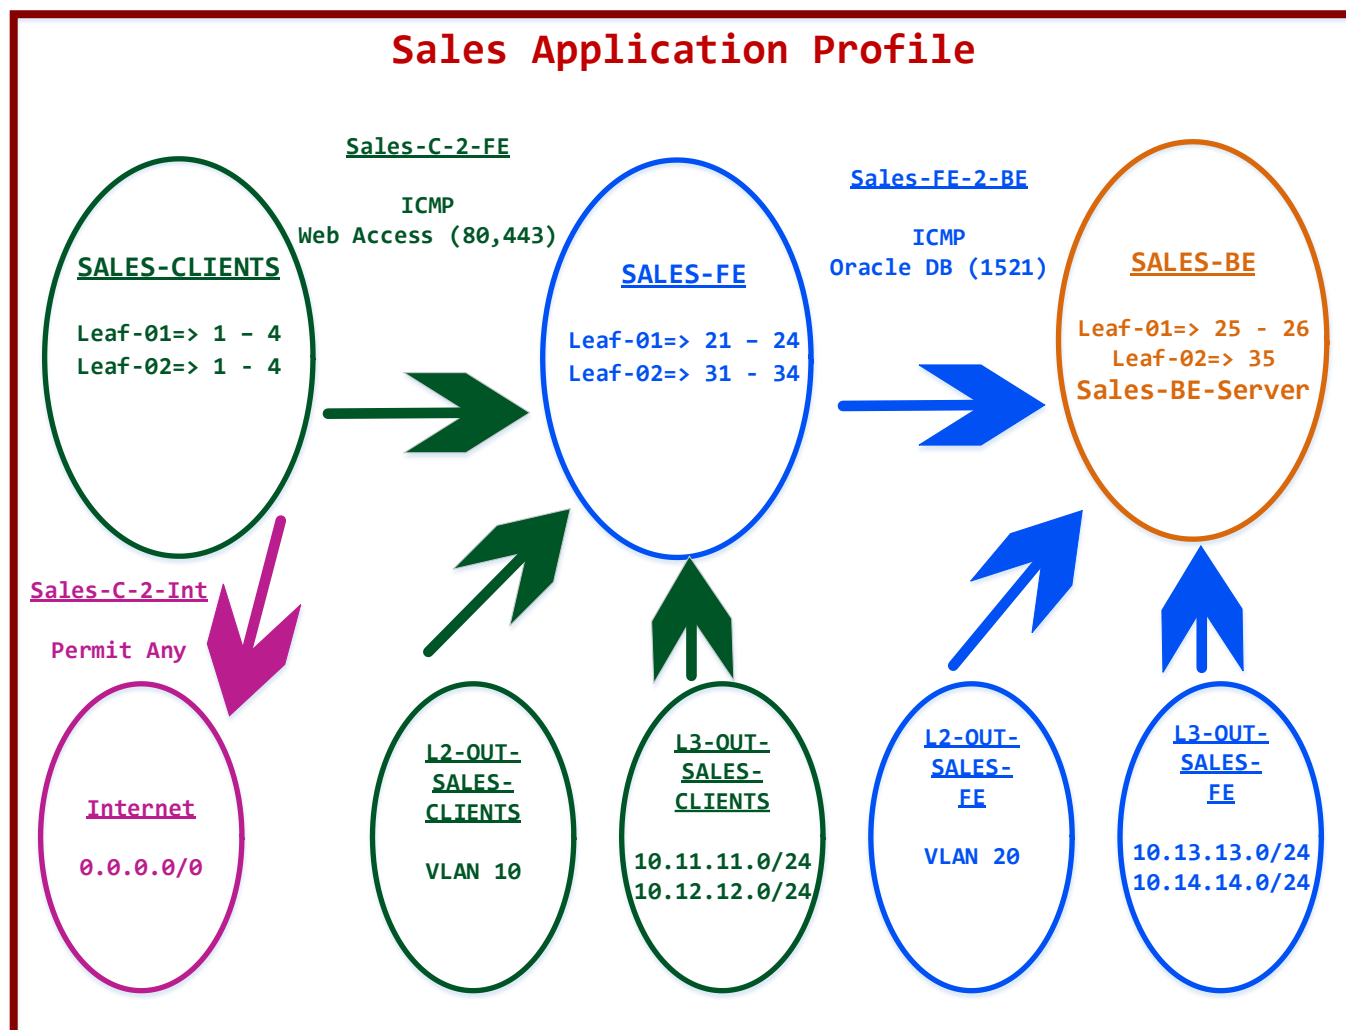 Sales Application Profile
Sales-C-2-FE
ICMP
Web Access (80,443)
Sales-FE-2-BE
ICMP
Oracle DB (1521)
SALES-CLIENTS
Leaf-01=> 1 – 4
Leaf-02=> 1 - 4
SALES-FE
Leaf-01=> 21 – 24
Leaf-02=> 31 - 34
SALES-BE
Leaf-01=> 25 - 26
Leaf-02=> 35
Sales-BE-Server
Sales-C-2-Int
Permit Any
Internet
0.0.0.0/0
L2-OUT-
SALES-
CLIENTS
VLAN 10
L3-OUT-
SALES-
CLIENTS
10.11.11.0/24
10.12.12.0/24
L2-OUT-
SALES-
FE
VLAN 20
L3-OUT-
SALES-
FE
10.13.13.0/24
10.14.14.0/24